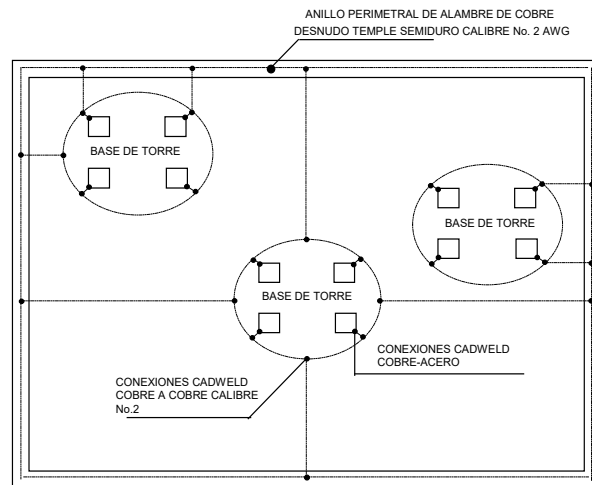 ANILLO PERIMETRAL DE ALAMBRE DE COBRE
DESNUDO TEMPLE SEMIDURO CALIBRE No. 2 AWG
BASE DE TORRE
BASE DE TORRE
BASE DE TORRE
CONEXIONES CADWELD
COBRE-ACERO
CONEXIONES CADWELD
COBRE A COBRE CALIBRE
No.2